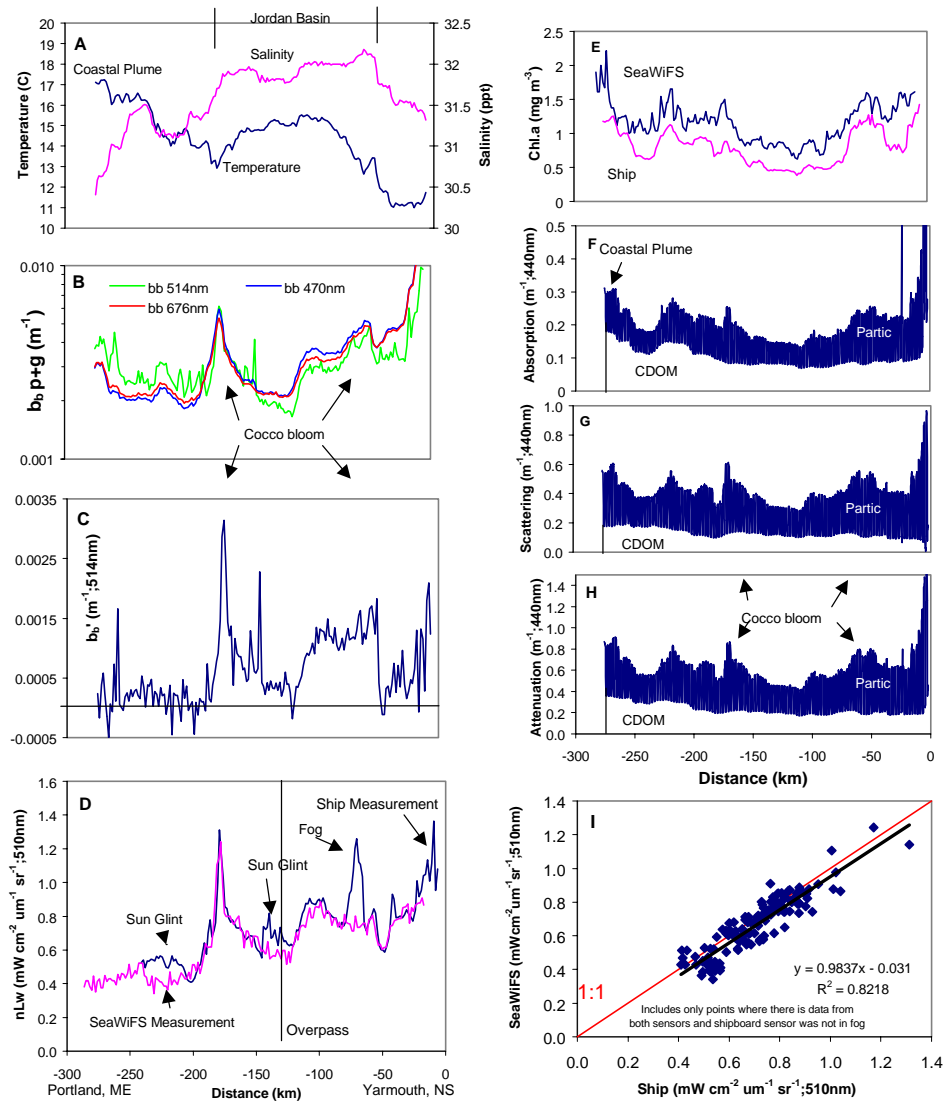 Jordan Basin
A
Coastal Plume
Salinity
Temperature
Temperature (C)
20
19
18
17
16
15
14
13
12
11
10
Salinity (ppt)
32.5
32
31.5
31
30.5
30
B
bb 514nm
bb 470nm
bb 676nm
b_b p+g (m⁻¹)
0.010
0.001
Cocco bloom
C
b_b' (m⁻¹;514nm)
0.0035
0.0025
0.0015
0.0005
-0.0005
D
Ship Measurement
Fog
Sun Glint
Sun Glint
SeaWiFS Measurement
Overpass
nLw (mW cm⁻² um⁻¹ sr⁻¹;510nm)
1.6
1.4
1.2
1.0
0.8
0.6
0.4
0.2
0.0
-300
-250
-200
-150
-100
-50
0
Portland, ME
Distance (km)
Yarmouth, NS
E
SeaWiFS
Ship
Chl.a (mg m⁻³)
2.5
2
1.5
1
0.5
0
F
Coastal Plume
Partic
CDOM
Absorption (m⁻¹;440nm)
0.5
0.4
0.3
0.2
0.1
0
G
Partic
CDOM
Scattering (m⁻¹;440nm)
1.0
0.8
0.6
0.4
0.2
0.0
H
Cocco bloom
Partic
CDOM
Attenuation (m⁻¹;440nm)
1.4
1.2
1.0
0.8
0.6
0.4
0.2
0.0
-300
-250
-200
-150
-100
-50
0
Distance (km)
I
1:1
y = 0.9837x - 0.031
R² = 0.8218
Includes only points where there is data from
both sensors and shipboard sensor was not in fog
SeaWiFS (mWcm⁻²um⁻¹sr⁻¹;510nm)
1.4
1.2
1.0
0.8
0.6
0.4
0.2
0.0
0.0
0.2
0.4
0.6
0.8
1.0
1.2
1.4
Ship (mW cm⁻² um⁻¹ sr⁻¹;510nm)